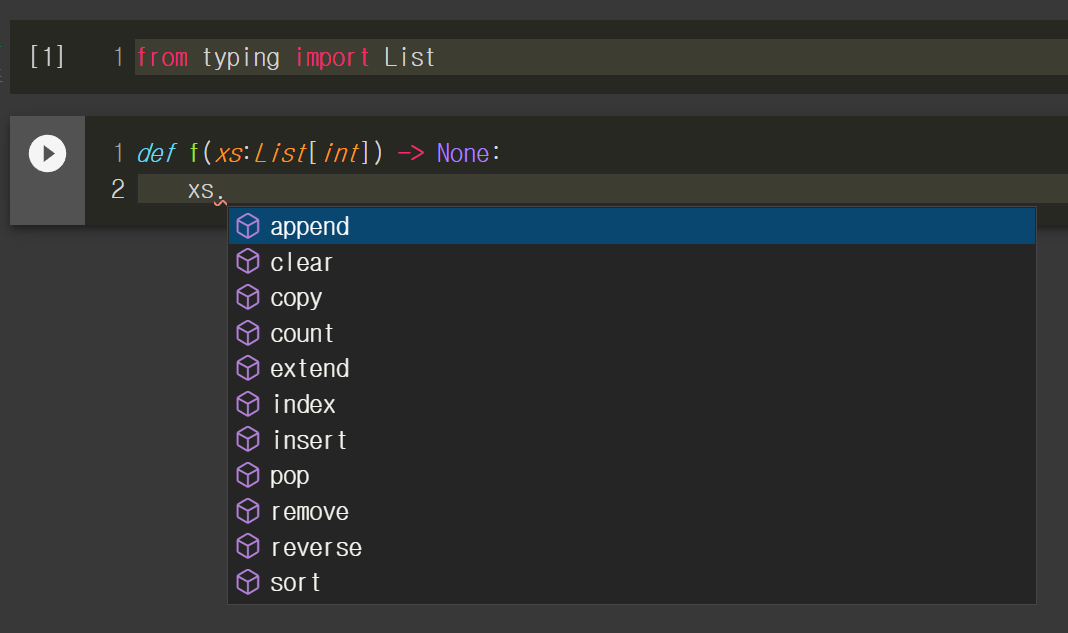 [1] 1 from typing import List
1 def f(xs:List[int]) -> None:
2 xs.
append
clear
copy
count
extend
index
insert
pop
remove
reverse
sort